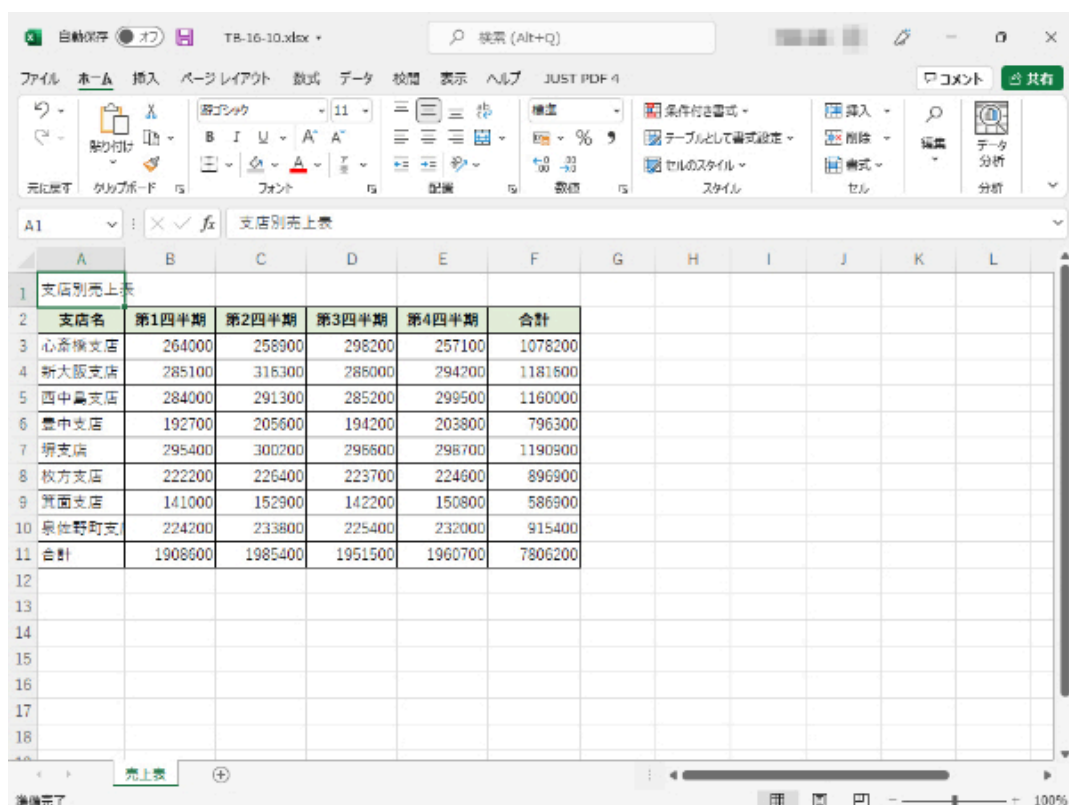 自動保存 オフ TB-16-10.xlsx 検索 (Alt+Q)
ファイル ホーム 挿入 ページ レイアウト 数式 データ 校閲 表示 ヘルプ JUST PDF 4 コメント 共有
游ゴシック 11 標準 条件付き書式 挿入
貼り付け B I U A A % 9 テーブルとして書式設定 削除 編集 データ分析
A セルのスタイル 書式
元に戻す クリップボード フォント 配置 数値 スタイル セル 分析
A1 fx 支店別売上表
A B C D E F G H I J K L
1 支店別売上表
2 支店名 第1四半期 第2四半期 第3四半期 第4四半期 合計
3 心斎橋支店 264000 258900 298200 257100 1078200
4 新大阪支店 285100 316300 286000 294200 1181600
5 西中島支店 284000 291300 285200 299500 1160000
6 豊中支店 192700 205600 194200 203800 796300
7 堺支店 295400 300200 296600 298700 1190900
8 枚方支店 222200 226400 223700 224600 896900
9 箕面支店 141000 152900 142200 150800 586900
10 泉佐野町支 224200 233800 225400 232000 915400
11 合計 1908600 1985400 1951500 1960700 7806200
12
13
14
15
16
17
18
売上表
準備完了 100%